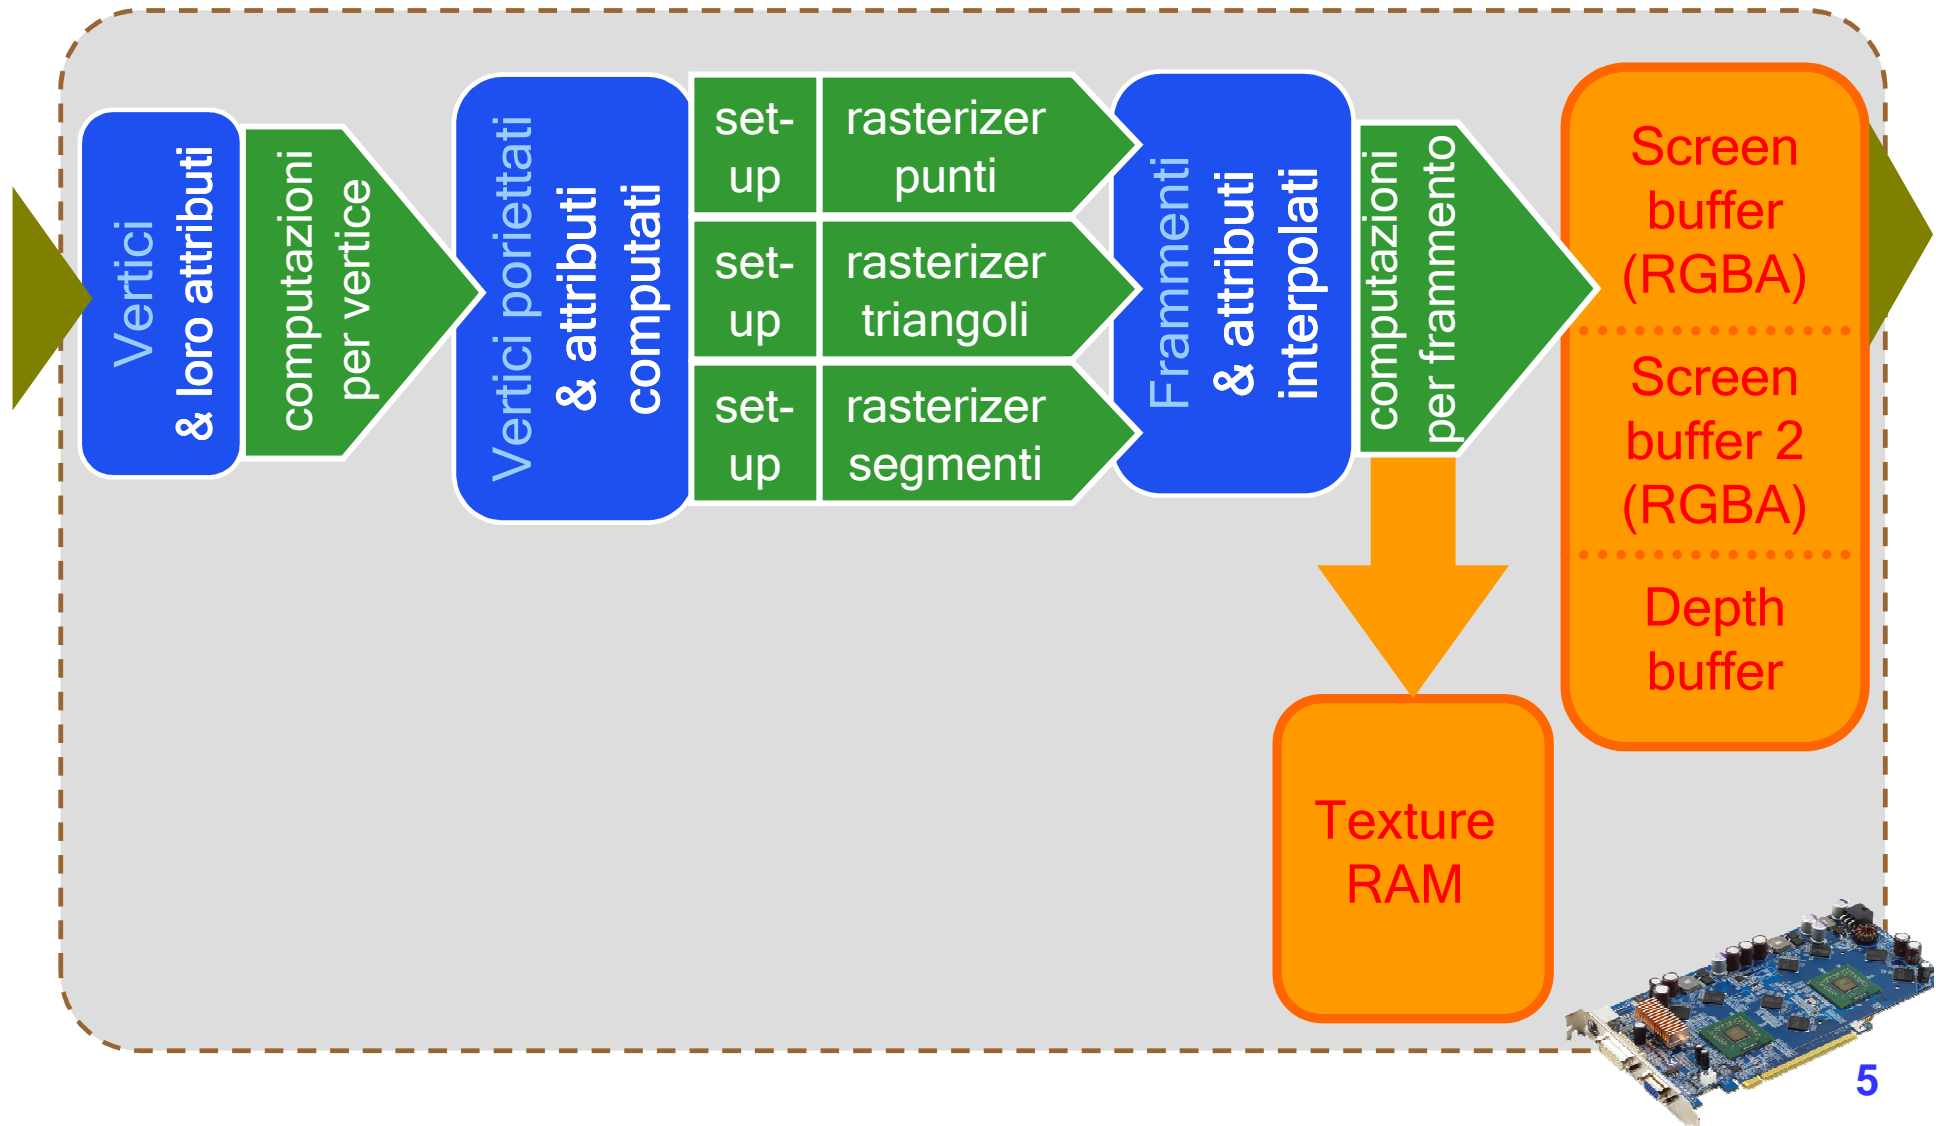 Vertici
& loro attributi
computazioni
per vertice
Vertici poriettati
& attributi
computati
set-
up
rasterizer
punti
set-
up
rasterizer
triangoli
set-
up
rasterizer
segmenti
Frammenti
& attributi
interpolati
computazioni
per frammento
Screen
buffer
(RGBA)
Screen
buffer 2
(RGBA)
Depth
buffer
Texture
RAM
5